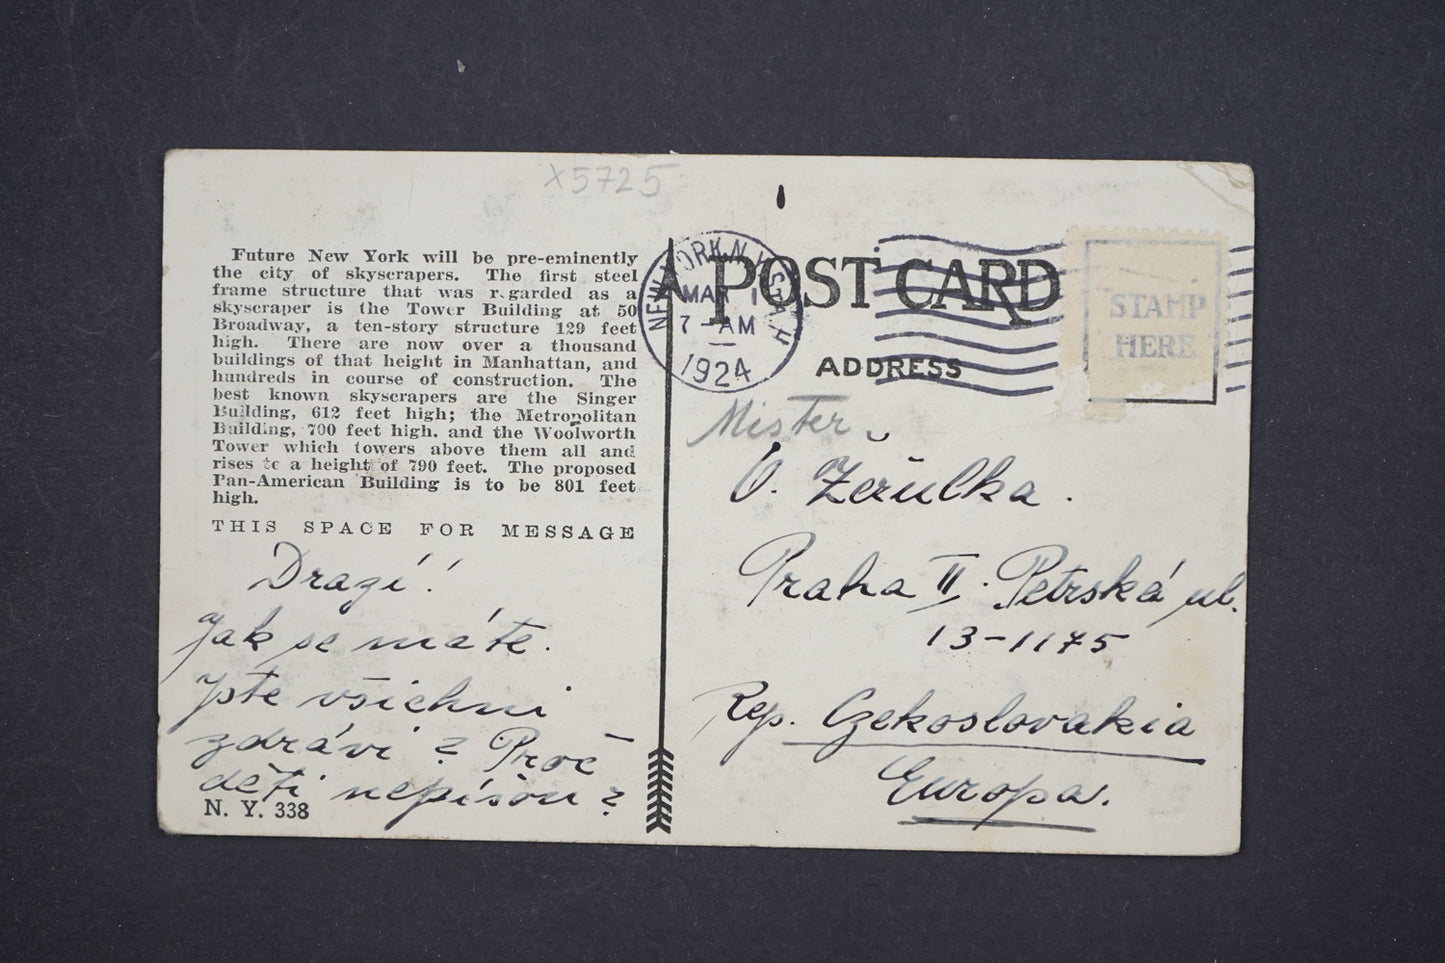 x5725
Future New York will be pre-eminently
the city of skyscrapers. The first steel
frame structure that was regarded as a
skyscraper is the Tower Building at 50
Broadway, a ten-story structure 129 feet
high. There are now over a thousand
buildings of that height in Manhattan, and
hundreds in course of construction. The
best known skyscrapers are the Singer
Building, 612 feet high; the Metropolitan
Building, 700 feet high. and the Woolworth
Tower which towers above them all and
rises to a height of 790 feet. The proposed
Pan-American Building is to be 801 feet
high.
THIS SPACE FOR MESSAGE
Drazí!
Jak se máte.
Jste všichni
zdrávi? Proč
děti nepíšou?
N. Y. 338
NEW YORK, N.Y. STA.
MAR 1
7-AM
1924
POST CARD
ADDRESS
STAMP
HERE
Mister
Praha II. Petrská ul.
13-1175
Rep. Czekoslovakia
Europa.